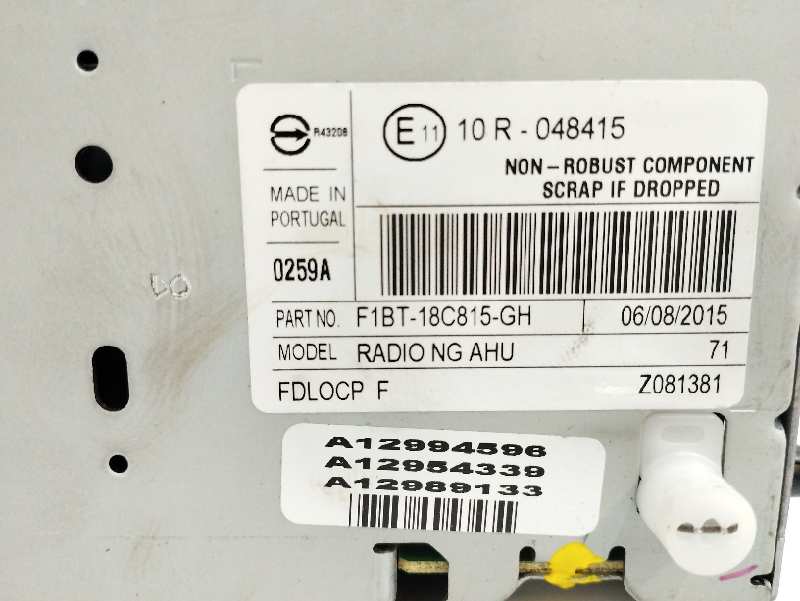 R43208
E 11 10 R - 048415
NON - ROBUST COMPONENT
SCRAP IF DROPPED
MADE IN
PORTUGAL
0259A
PART NO. F1BT-18C815-GH 06/08/2015
MODEL RADIO NG AHU 71
FDLOCP F Z081381
A12994596
A12954339
A12989133